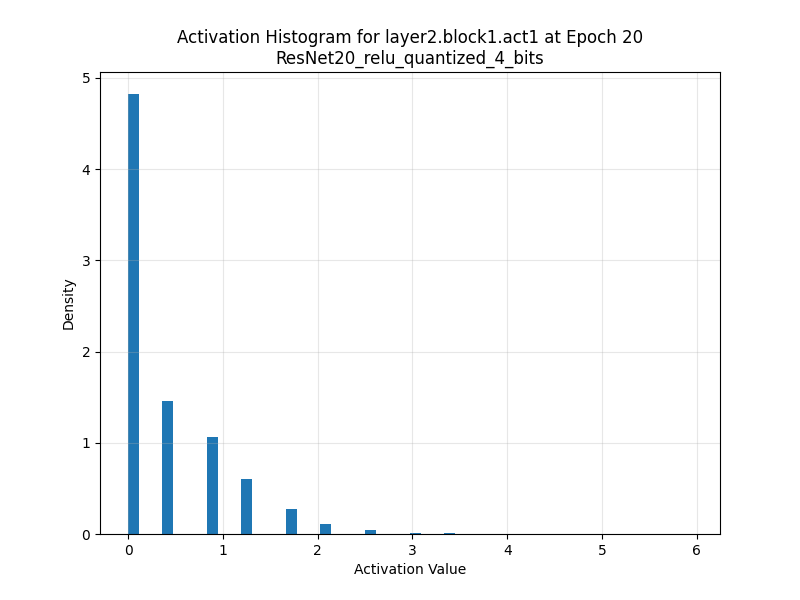 Activation Histogram for layer2.block1.act1 at Epoch 20
ResNet20_relu_quantized_4_bits
5
4
3
2
1
0
Density
0 1 2 3 4 5 6
Activation Value